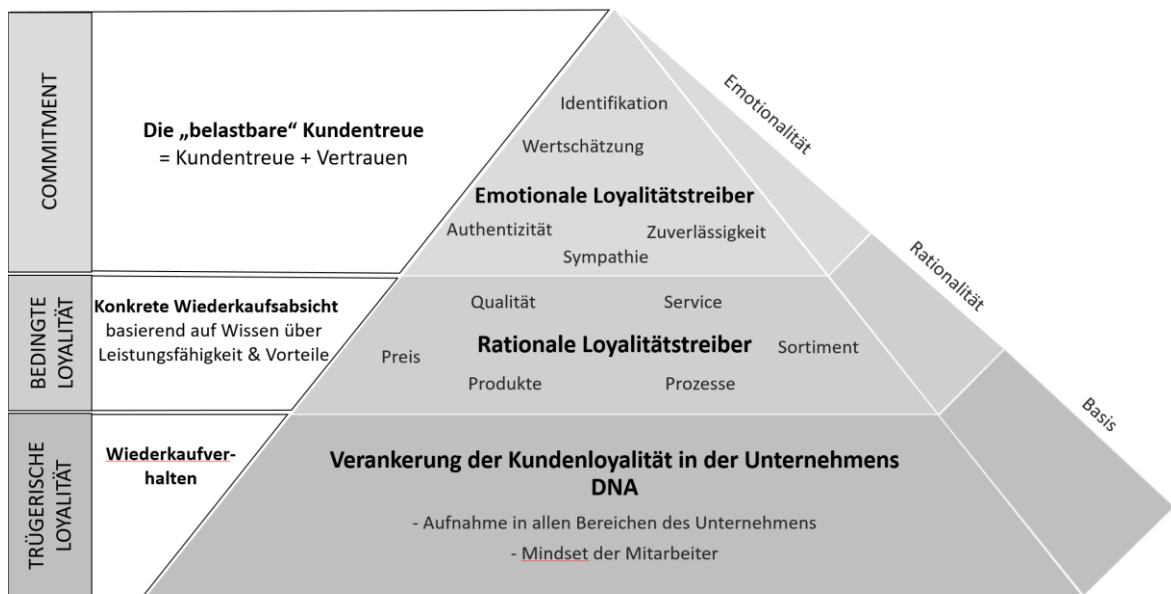 COMMITMENT
Die „belastbare“ Kundentreue
= Kundentreue + Vertrauen
Identifikation
Wertschätzung
Emotionale Loyalitätstreiber
Authentizität
Zuverlässigkeit
Sympathie
Emotionalität
BEDINGTE
LOYALITÄT
Konkrete Wiederkaufsabsicht
basierend auf Wissen über
Leistungsfähigkeit & Vorteile
Qualität
Service
Preis
Rationale Loyalitätstreiber
Sortiment
Produkte
Prozesse
Rationalität
TRÜGERISCHE
LOYALITÄT
Wiederkaufver-
halten
Verankerung der Kundenloyalität in der Unternehmens
DNA
- Aufnahme in allen Bereichen des Unternehmens
- Mindset der Mitarbeiter
Basis